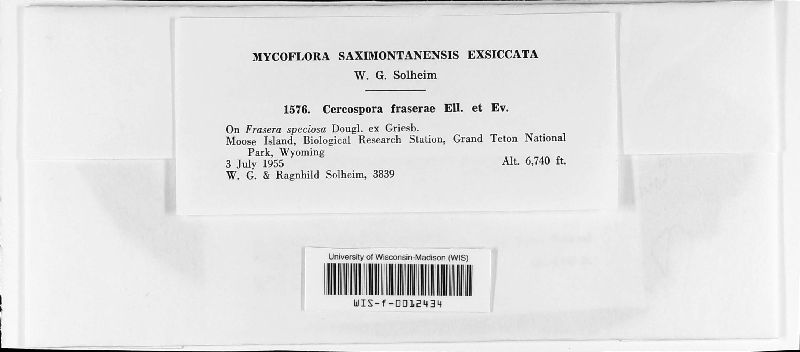 MYCOFLORA SAXIMONTANENSIS EXSICCATA
W. G. Solheim
1576. Cercospora fraserae Ell. et Ev.
On Frasera speciosa Dougl. ex Griesb.
Moose Island, Biological Research Station, Grand Teton National
Park, Wyoming
3 July 1955 Alt. 6,740 ft.
W. G. & Ragnhild Solheim, 3839
University of Wisconsin-Madison (WIS)
WIS-f-0012434